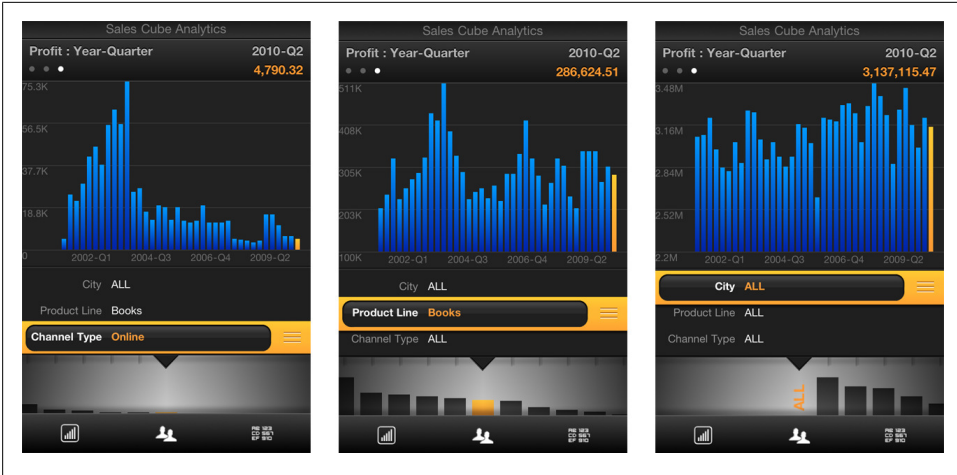 Sales Cube Analytics
Profit : Year-Quarter 2010-Q2
4,790.32
75.3K
56.5K
37.7K
18.8K
0
2002-Q1 2004-Q3 2006-Q4 2009-Q2
City ALL
Product Line Books
Channel Type Online
Sales Cube Analytics
Profit : Year-Quarter 2010-Q2
286,624.51
511K
408K
305K
203K
100K
2002-Q1 2004-Q3 2006-Q4 2009-Q2
City ALL
Product Line Books
Channel Type ALL
Sales Cube Analytics
Profit : Year-Quarter 2010-Q2
3,137,115.47
3.48M
3.16M
2.84M
2.52M
2.2M
2002-Q1 2004-Q3 2006-Q4 2009-Q2
City ALL
Product Line ALL
Channel Type ALL
ALL